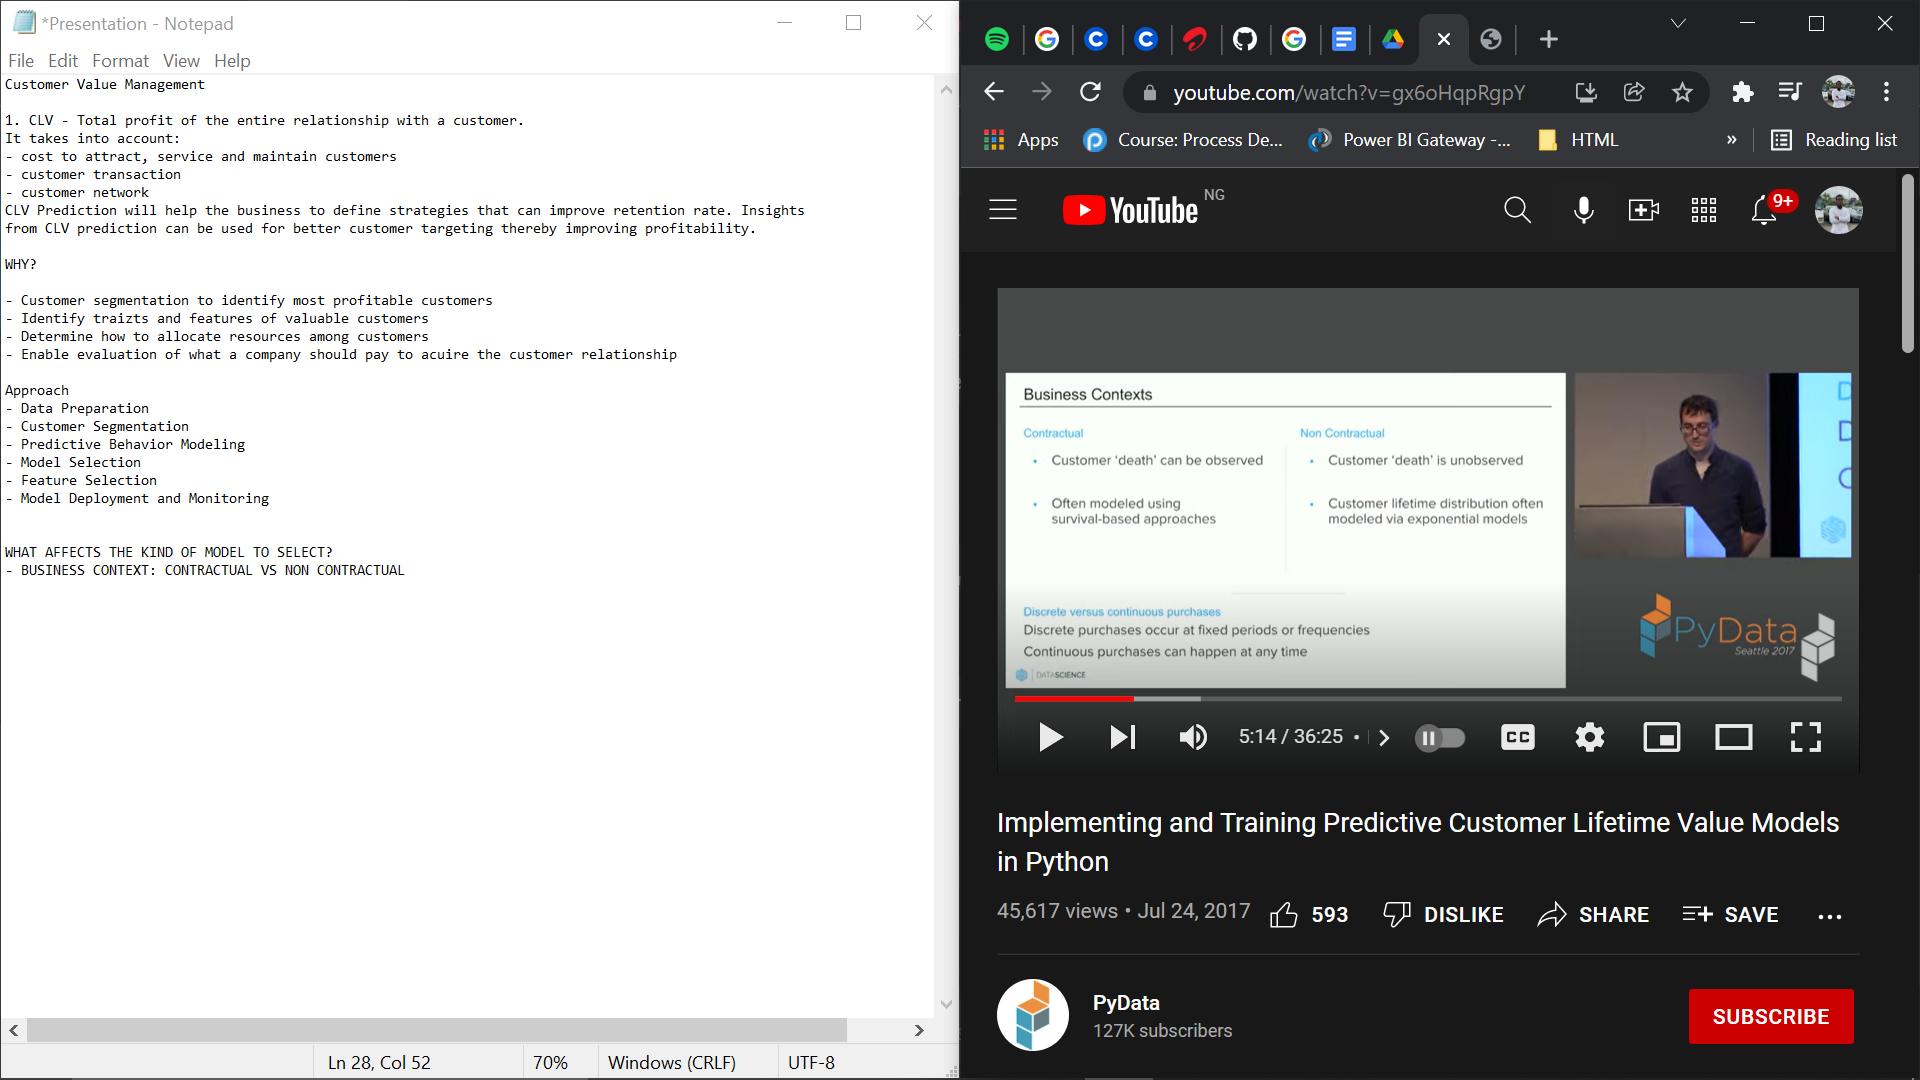 *Presentation - Notepad
File Edit Format View Help
Customer Value Management
1. CLV - Total profit of the entire relationship with a customer.
It takes into account:
- cost to attract, service and maintain customers
- customer transaction
- customer network
CLV Prediction will help the business to define strategies that can improve retention rate. Insights
from CLV prediction can be used for better customer targeting thereby improving profitability.
WHY?
- Customer segmentation to identify most profitable customers
- Identify traizts and features of valuable customers
- Determine how to allocate resources among customers
- Enable evaluation of what a company should pay to acuire the customer relationship
Approach
- Data Preparation
- Customer Segmentation
- Predictive Behavior Modeling
- Model Selection
- Feature Selection
- Model Deployment and Monitoring
WHAT AFFECTS THE KIND OF MODEL TO SELECT?
- BUSINESS CONTEXT: CONTRACTUAL VS NON CONTRACTUAL
Ln 28, Col 52 70% Windows (CRLF) UTF-8
youtube.com/watch?v=gx6oHqpRgpY
Apps Course: Process De... Power BI Gateway -... HTML » Reading list
YouTube NG 9+
Business Contexts
Contractual
• Customer ‘death’ can be observed
• Often modeled using
survival-based approaches
Non Contractual
• Customer ‘death’ is unobserved
• Customer lifetime distribution often
modeled via exponential models
Discrete versus continuous purchases
Discrete purchases occur at fixed periods or frequencies
Continuous purchases can happen at any time
DATASCIENCE
PyData
Seattle 2017
5:14 / 36:25 • CC
Implementing and Training Predictive Customer Lifetime Value Models
in Python
45,617 views • Jul 24, 2017 593 DISLIKE SHARE SAVE ...
PyData
127K subscribers
SUBSCRIBE